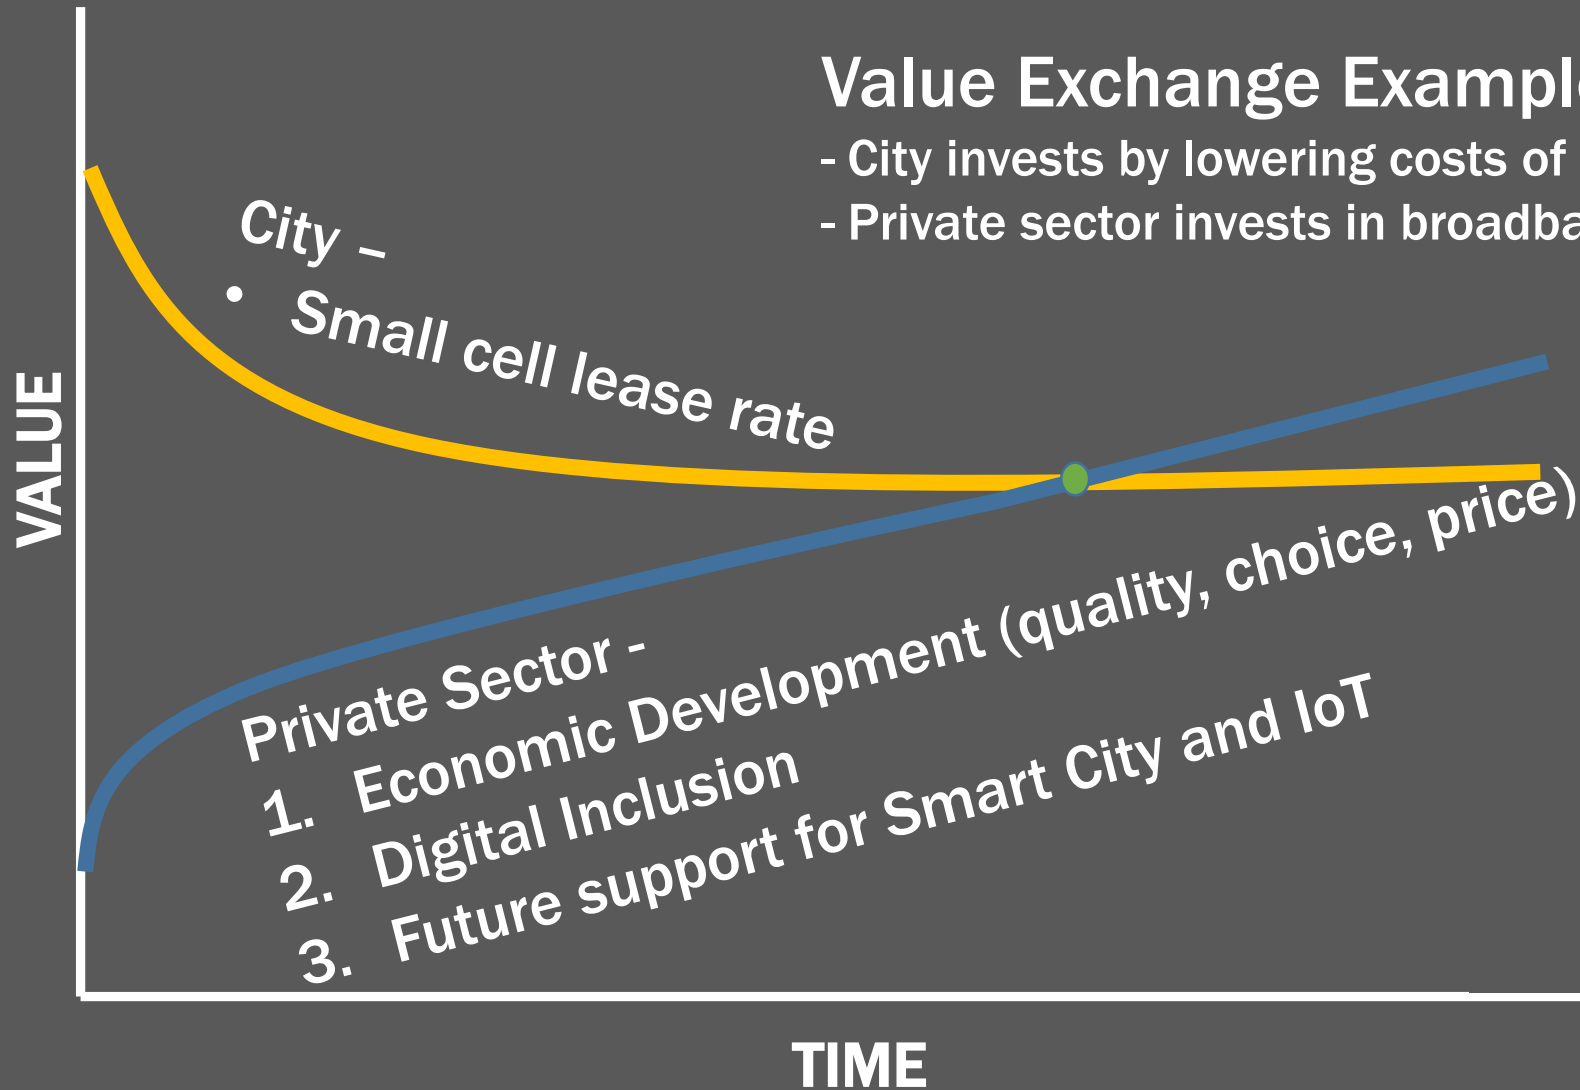 Value Exchange Example
- City invests by lowering costs of
- Private sector invests in
City –
• Small cell lease rate
VALUE
Private Sector -
1. Economic Development (quality, choice, price)
2. Digital Inclusion
3. Future support for Smart City and IoT
TIME